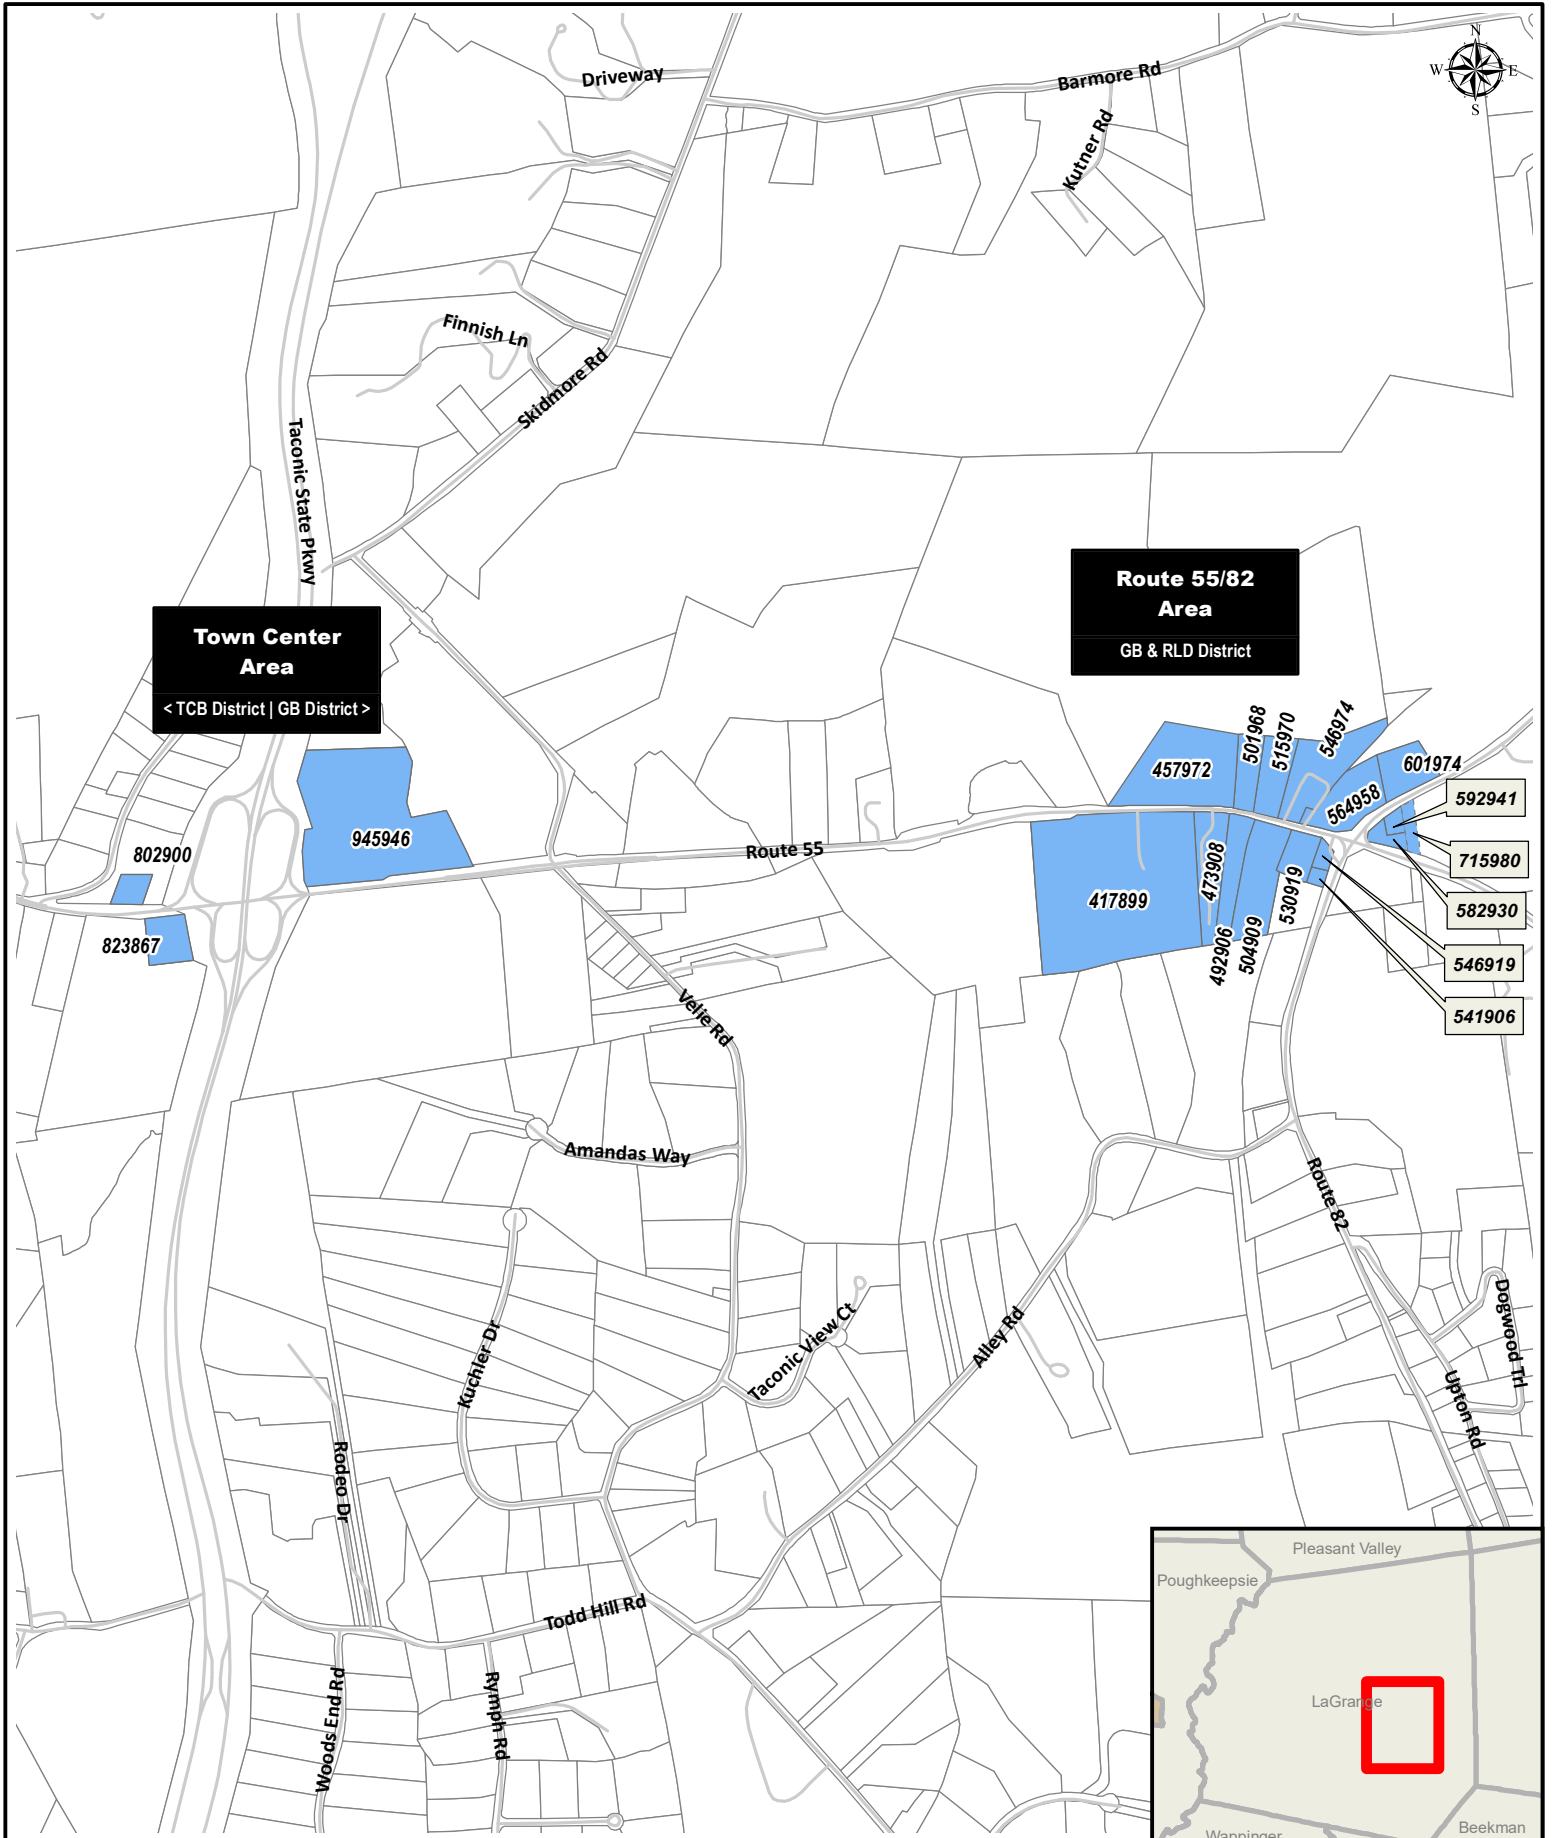 N
W
E
S
Driveway
Barmore Rd
Kutner Rd
Finnish Ln
Skidmore Rd
Taconic State Pkwy
Route 55/82
Area
GB & RLD District
Town Center
Area
< TCB District | GB District >
501968
515970
546974
457972
601974
564958
592941
945946
802900
Route 55
715980
473908
417899
530919
582930
823867
492906
504909
546919
541906
Velie Rd
Amandas Way
Route 82
Kuchler Dr
Taconic View Ct
Alley Rd
Dogwood Trl
Upton Rd
Rodeo Dr
Todd Hill Rd
Woods End Rd
Rymph Rd
Pleasant Valley
Poughkeepsie
LaGrange
Beekman
Wappinger